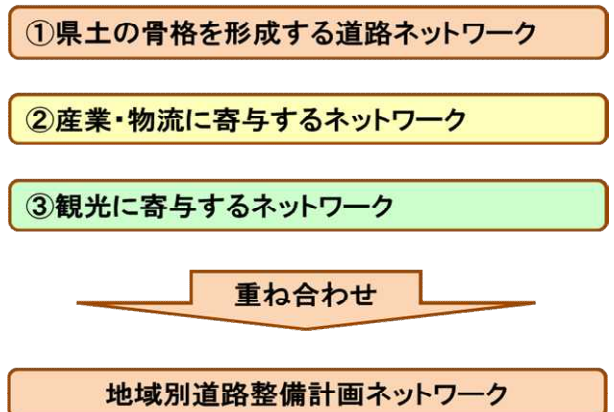 ①県土の骨格を形成する道路ネットワーク
②産業・物流に寄与するネットワーク
③観光に寄与するネットワーク
重ね合わせ
地域別道路整備計画ネットワーク